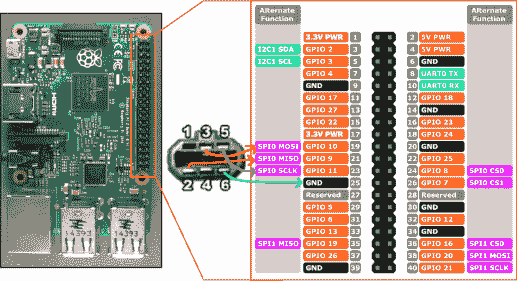 Alternate Function
Alternate Function
3.3V PWR 1 2 5V PWR
I2C1 SDA GPIO 2 3 4 5V PWR
I2C1 SCL GPIO 3 5 6 GND
GPIO 4 7 8 UART0 TX
GND 9 10 UART0 RX
GPIO 17 11 12 GPIO 18
GPIO 27 13 14 GND
GPIO 22 15 16 GPIO 23
3.3V PWR 17 18 GPIO 24
SPI0 MOSI GPIO 10 19 20 GND
SPI0 MISO GPIO 9 21 22 GPIO 25
SPI0 SCLK GPIO 11 23 24 GPIO 8 SPI0 CS0
GND 25 26 GPIO 7 SPI0 CS1
Reserved 27 28 Reserved
GPIO 5 29 30 GND
GPIO 6 31 32 GPIO 12
GPIO 13 33 34 GND
SPI1 MISO GPIO 19 35 36 GPIO 16 SPI1 CS0
GPIO 26 37 38 GPIO 20 SPI1 MOSI
GND 39 40 GPIO 21 SPI1 SCLK
1 3 5
2 4 6
HDMI
14393
14393